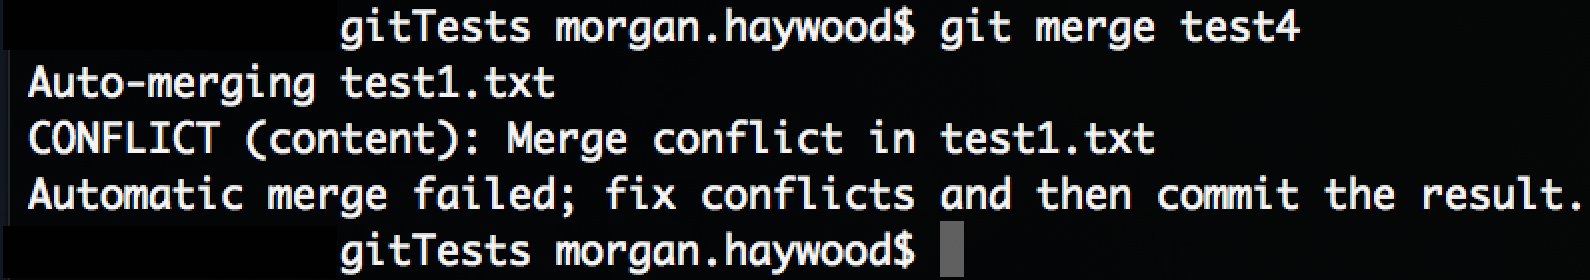 gitTests morgan.haywood$ git merge test4
Auto-merging test1.txt
CONFLICT (content): Merge conflict in test1.txt
Automatic merge failed; fix conflicts and then commit the result.
gitTests morgan.haywood$